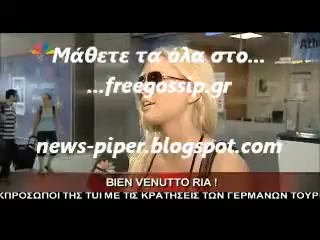 Μάθετε τα όλα στο...
...freegossip.gr
news-piper.blogspot.com
BIEN VENUTTO RIA !
ΚΠΡΟΣΩΠΟΙ ΤΗΣ TUI ΜΕ ΤΙΣ ΚΡΑΤΗΣΕΙΣ ΤΩΝ ΓΕΡΜΑΝΩΝ ΤΟΥΡ